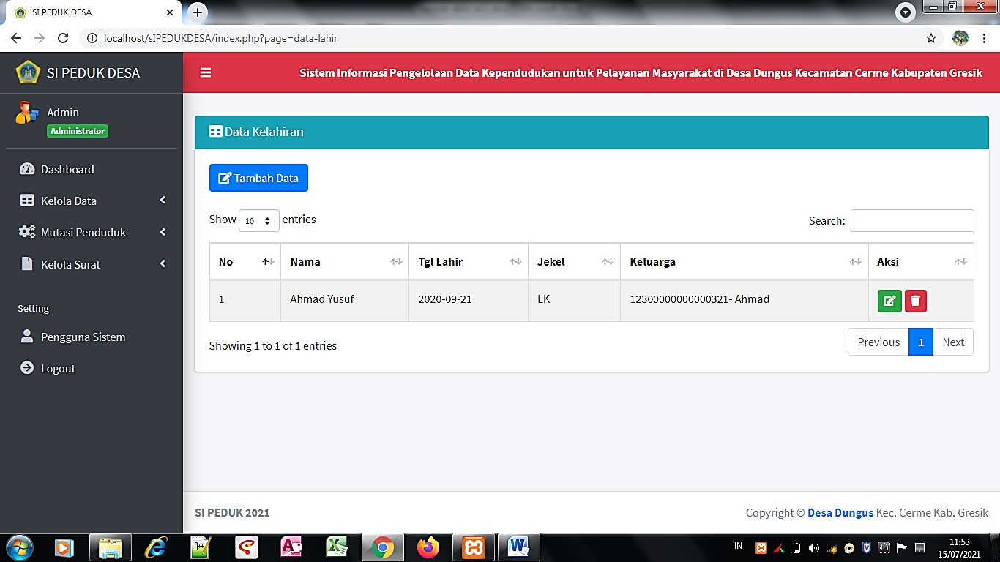 SI PEDUK DESA
localhost/sIPEDUKDESA/index.php?page=data-lahir
SI PEDUK DESA
Sistem Informasi Pengelolaan Data Kependudukan untuk Pelayanan Masyarakat di Desa Dungus Kecamatan Cerme Kabupaten Gresik
Admin
Administrator
Dashboard
Kelola Data
Mutasi Penduduk
Kelola Surat
Setting
Pengguna Sistem
Logout
Data Kelahiran
Tambah Data
Show 10 entries
Search:
No Nama Tgl Lahir Jekel Keluarga Aksi
1 Ahmad Yusuf 2020-09-21 LK 12300000000000321- Ahmad
Showing 1 to 1 of 1 entries
Previous 1 Next
SI PEDUK 2021
Copyright © Desa Dungus Kec. Cerme Kab. Gresik
IN
11:53
15/07/2021